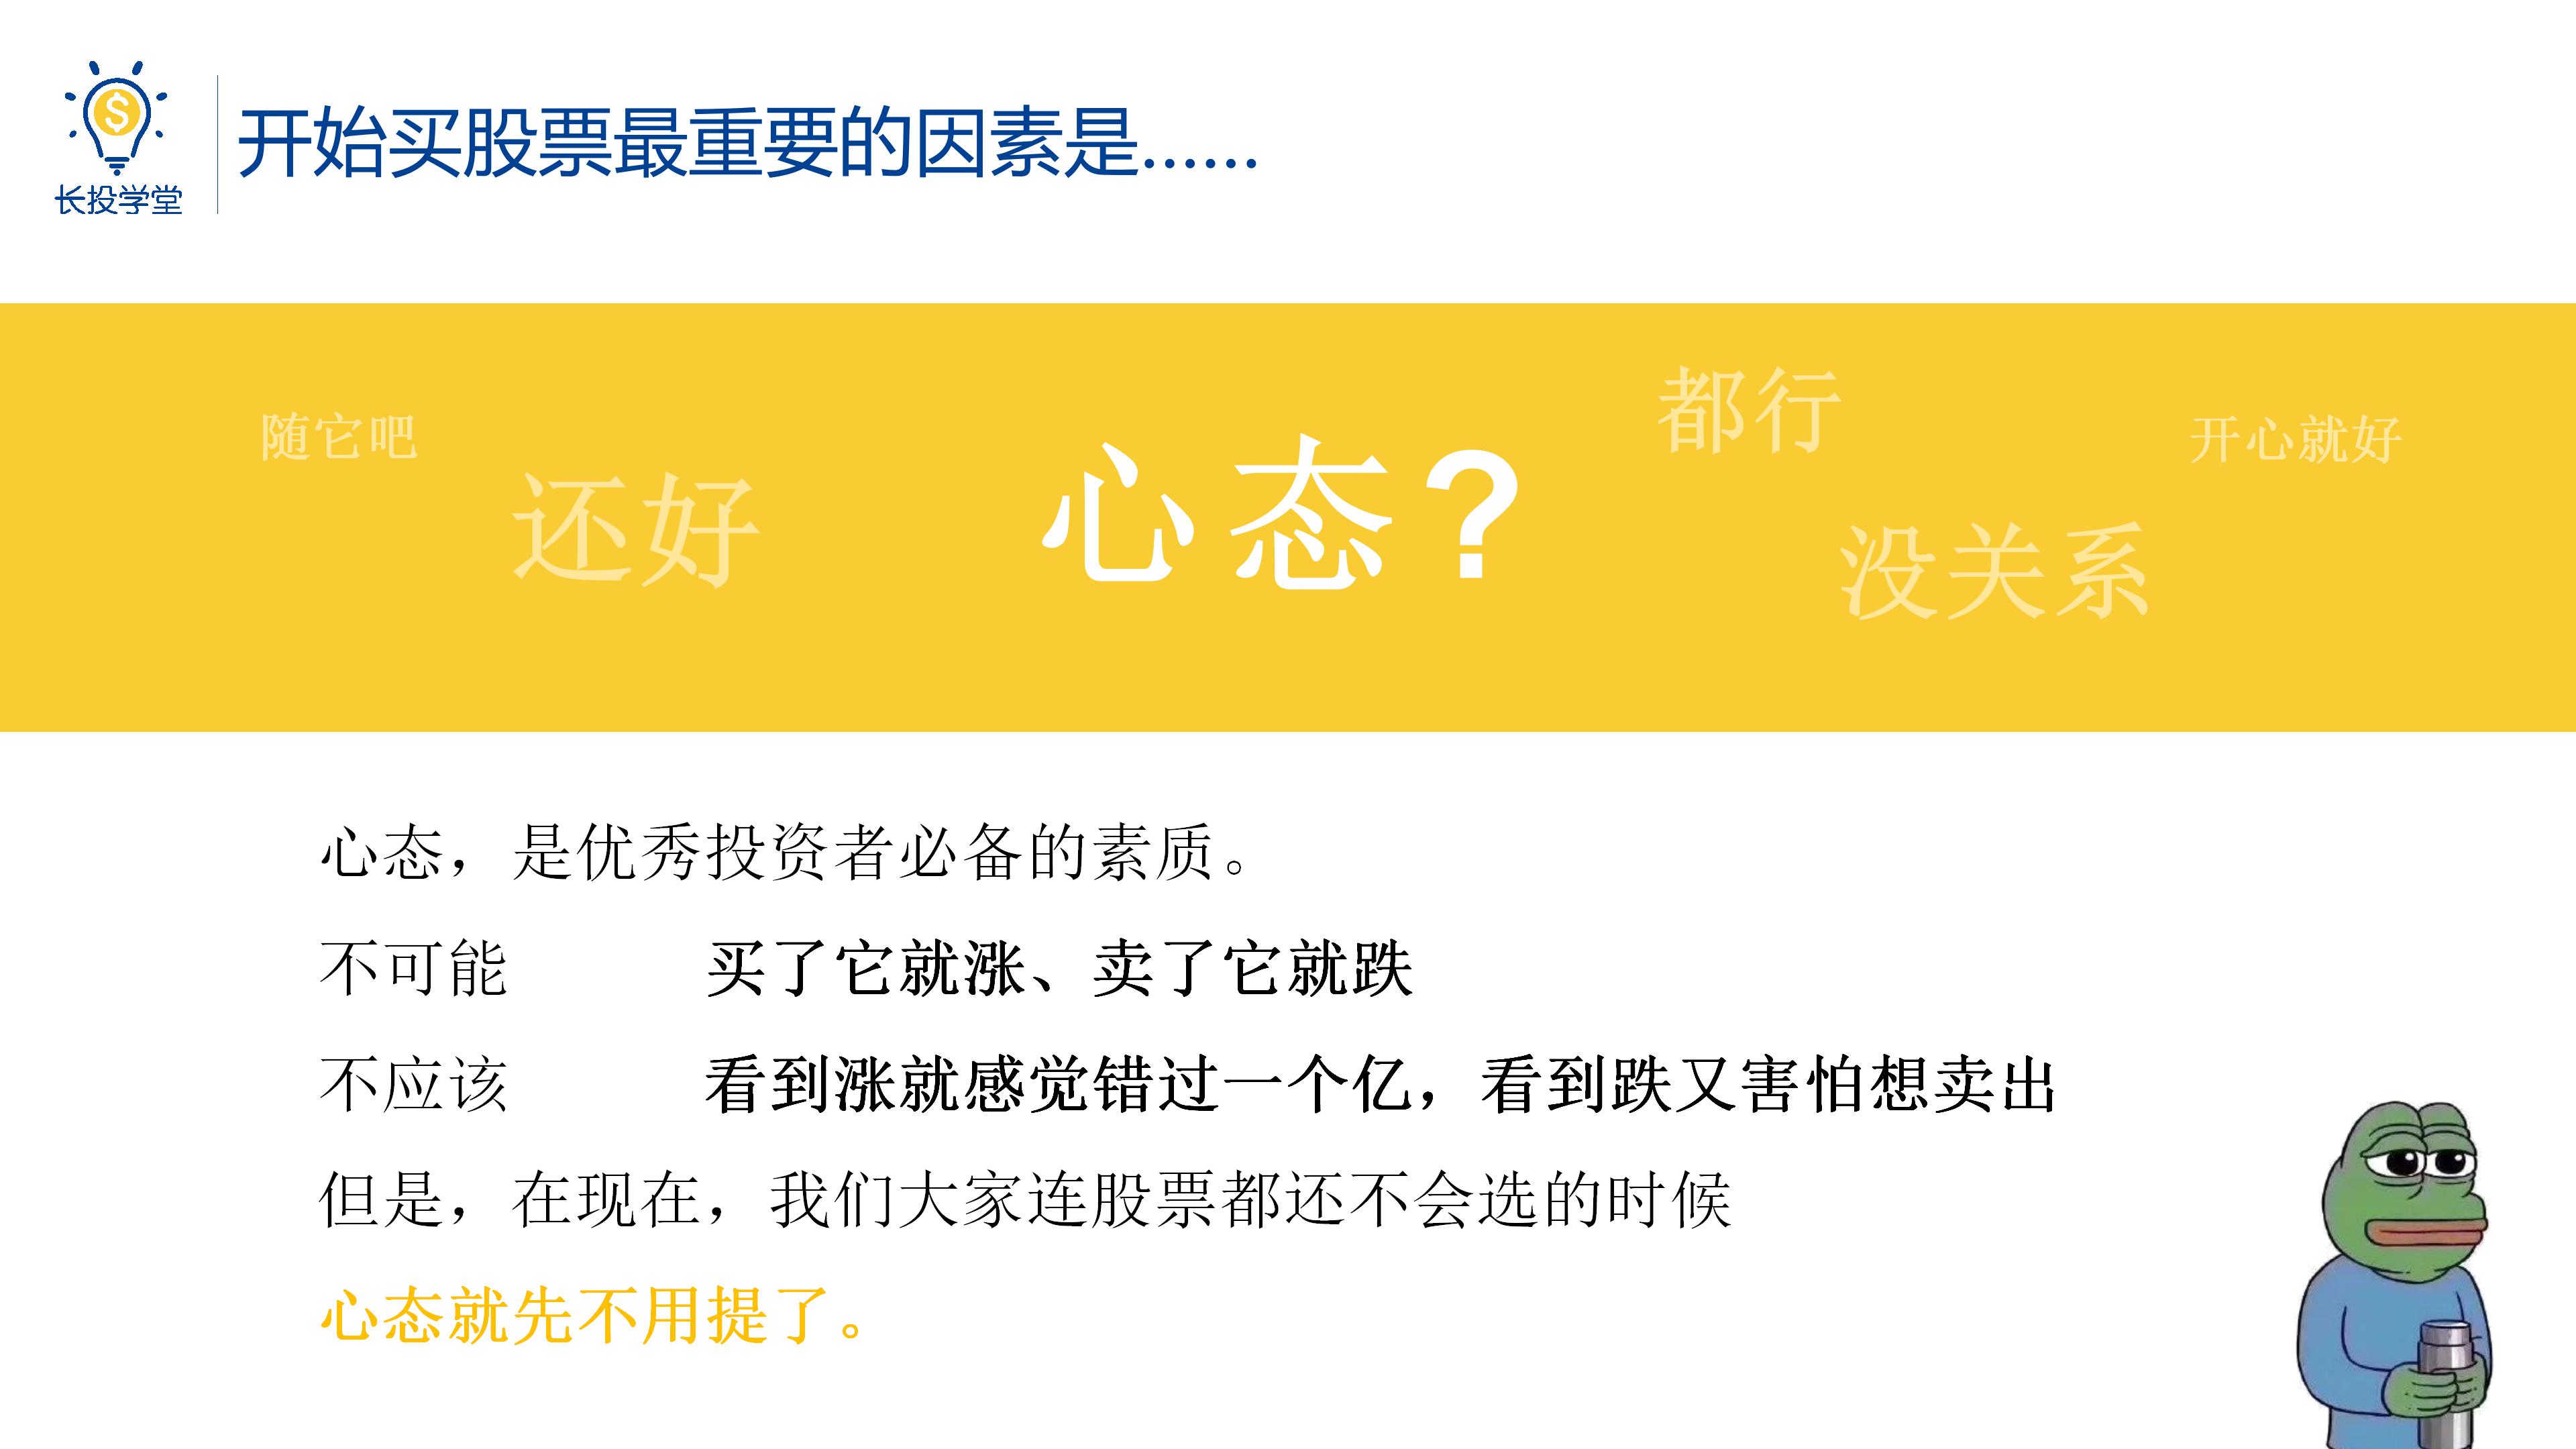 长投学堂
开始买股票最重要的因素是......
随它吧
还好
心态?
都行
没关系
开心就好
心态，是优秀投资者必备的素质。
不可能 买了它就涨、卖了它就跌
不应该 看到涨就感觉错过一个亿，看到跌又害怕想卖出
但是，在现在，我们大家连股票都还不会选的时候
心态就先不用提了。